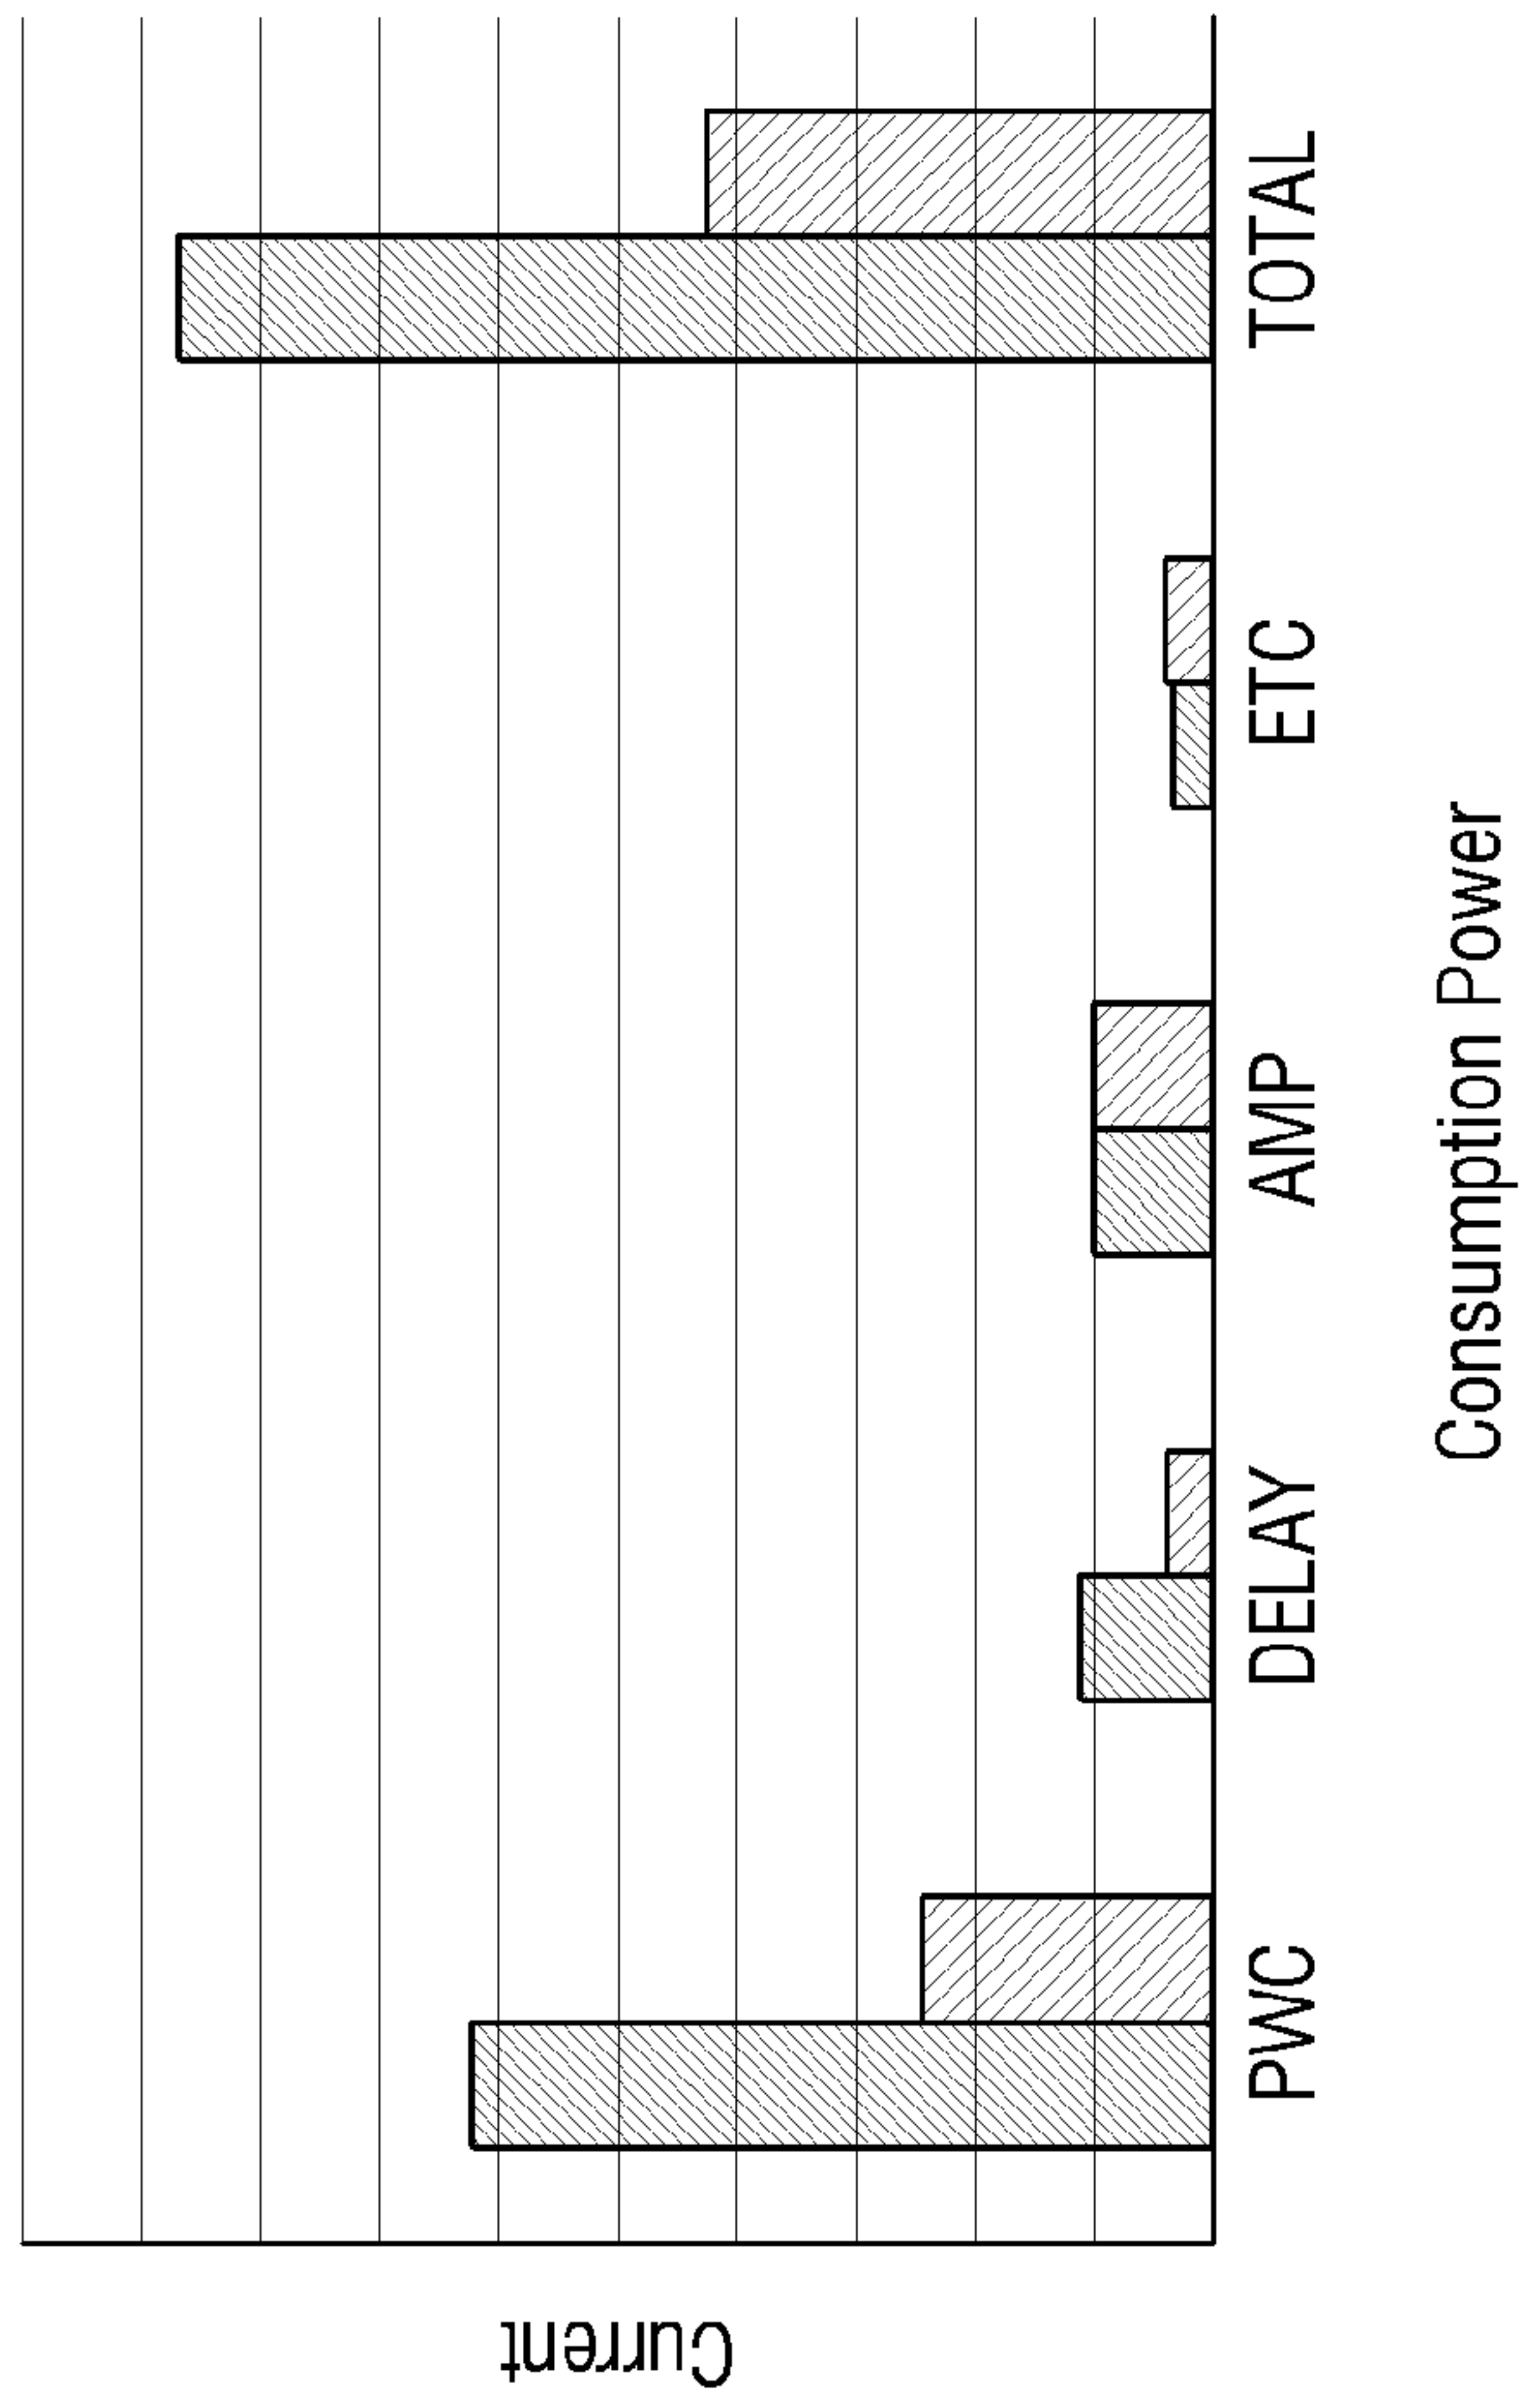 Current
PWC
DELAY
AMP
ETC
TOTAL
Consumption Power